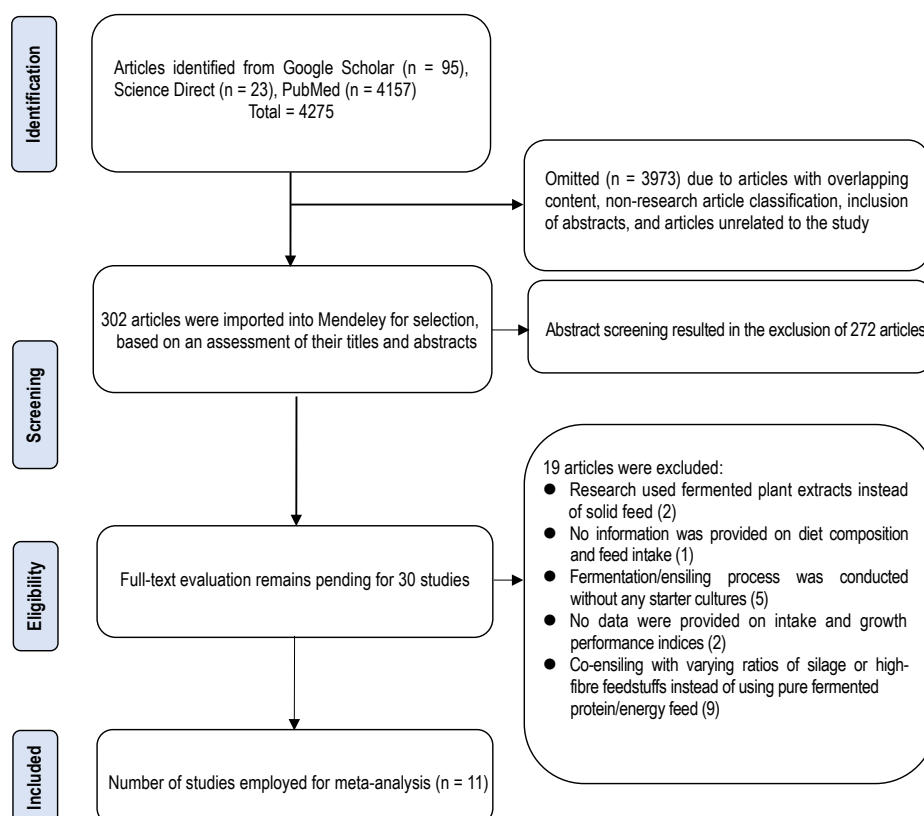 Identification
Articles identified from Google Scholar (n = 95),
Science Direct (n = 23), PubMed (n = 4157)
Total = 4275
Omitted (n = 3973) due to articles with overlapping
content, non-research article classification, inclusion
of abstracts, and articles unrelated to the study
Screening
302 articles were imported into Mendeley for selection,
based on an assessment of their titles and abstracts
Abstract screening resulted in the exclusion of 272 articles
Eligibility
Full-text evaluation remains pending for 30 studies
19 articles were excluded:
● Research used fermented plant extracts instead
of solid feed (2)
● No information was provided on diet composition
and feed intake (1)
● Fermentation/ensiling process was conducted
without any starter cultures (5)
● No data were provided on intake and growth
performance indices (2)
● Co-ensiling with varying ratios of silage or high-
fibre feedstuffs instead of using pure fermented
protein/energy feed (9)
Included
Number of studies employed for meta-analysis (n = 11)